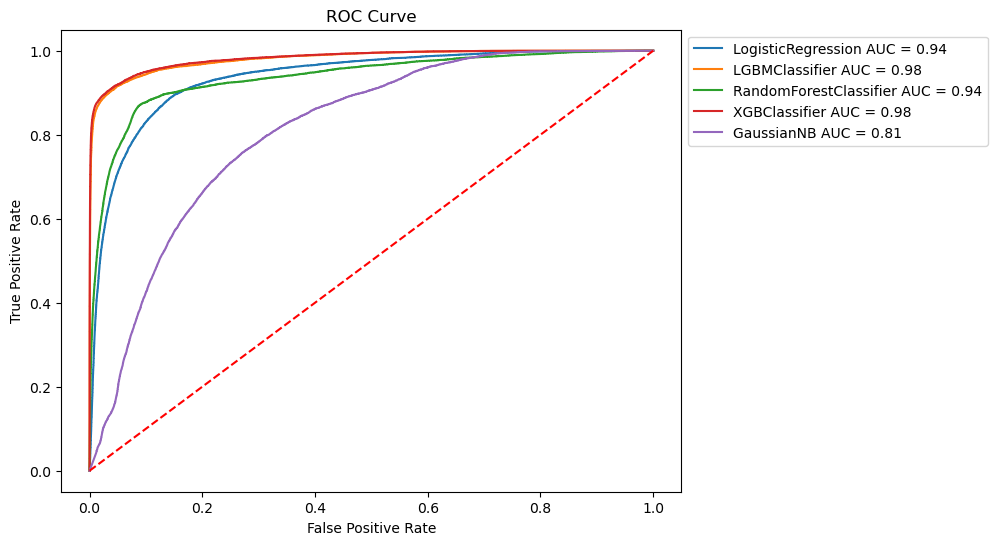 ROC Curve
LogisticRegression AUC = 0.94
LGBMClassifier AUC = 0.98
RandomForestClassifier AUC = 0.94
XGBClassifier AUC = 0.98
GaussianNB AUC = 0.81
True Positive Rate
1.0
0.8
0.6
0.4
0.2
0.0
0.0 0.2 0.4 0.6 0.8 1.0
False Positive Rate